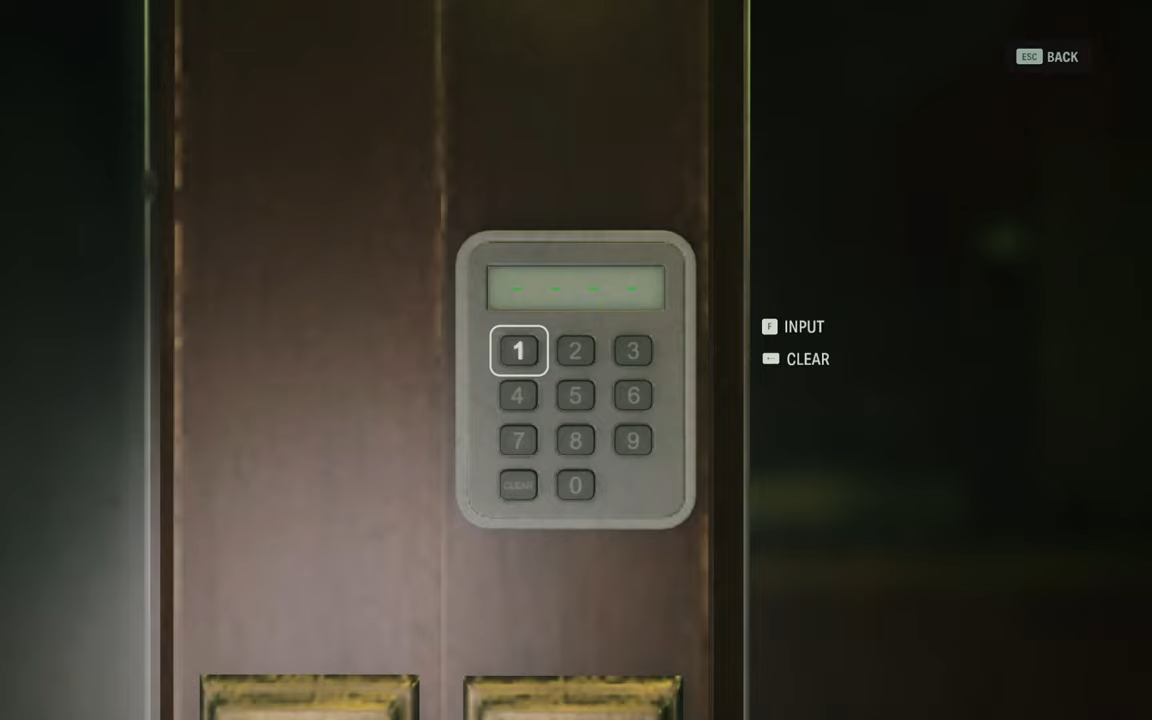 ESC BACK
- - - -
1 2 3
F INPUT
CLEAR
4 5 6
7 8 9
CLEAR 0